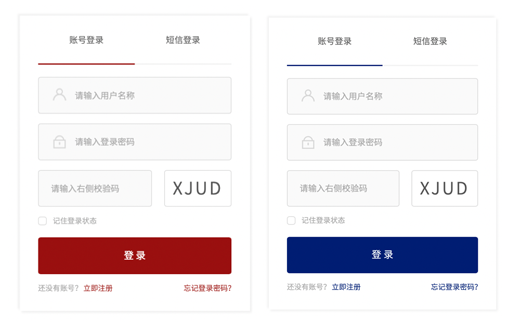 账号登录 短信登录
请输入用户名称
请输入登录密码
请输入右侧校验码 XJUD
记住登录状态
登录
还没有账号? 立即注册 忘记登录密码?
账号登录 短信登录
请输入用户名称
请输入登录密码
请输入右侧校验码 XJUD
记住登录状态
登录
还没有账号? 立即注册 忘记登录密码?